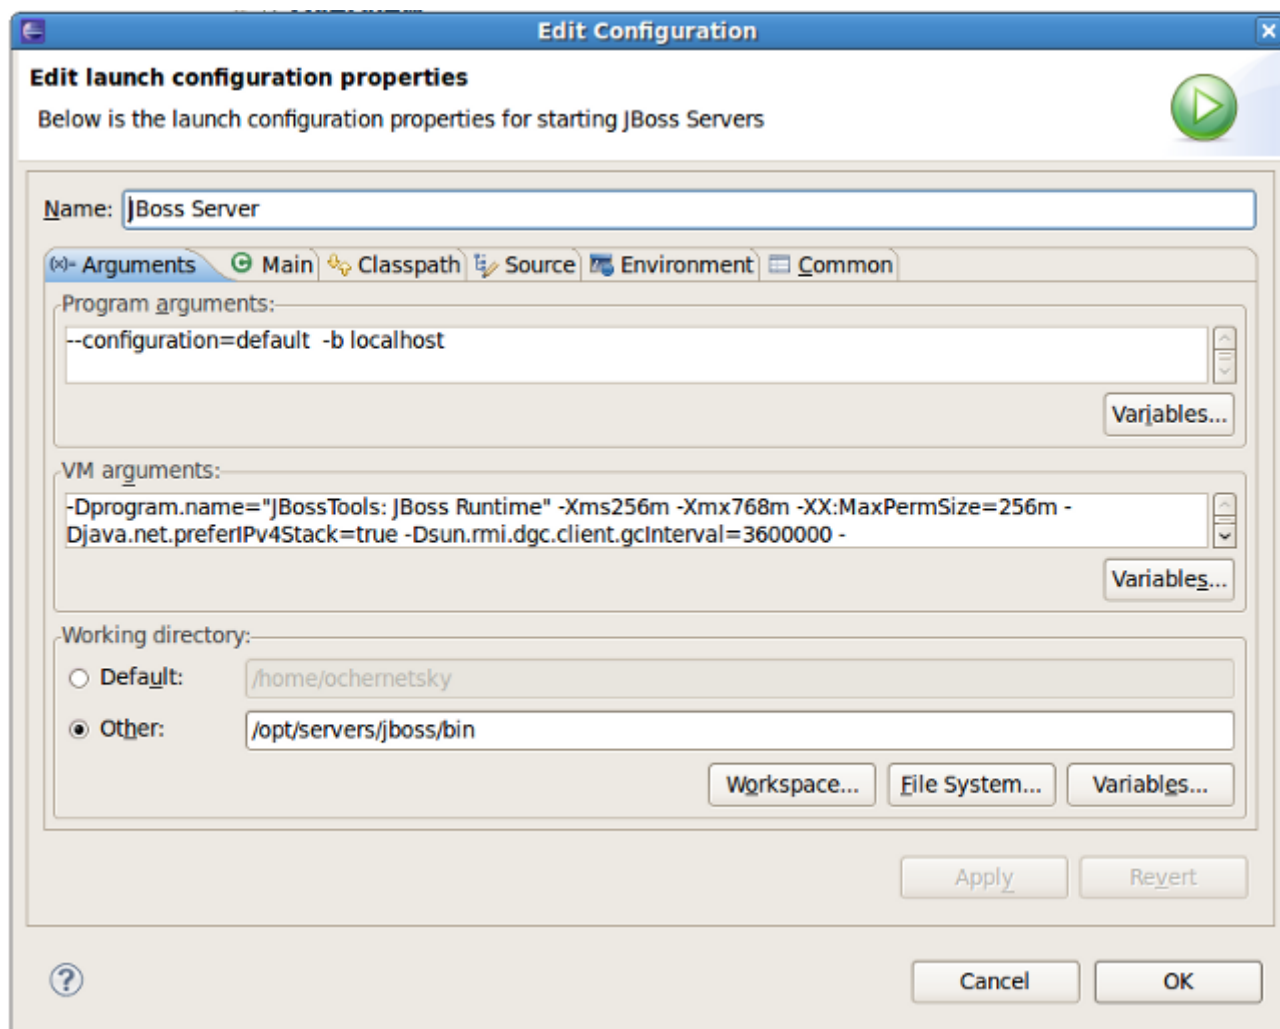 Edit Configuration
Edit launch configuration properties
Below is the launch configuration properties for starting JBoss Servers
Name: JBoss Server
(x)= Arguments Main Classpath Source Environment Common
Program arguments:
--configuration=default -b localhost
Variables...
VM arguments:
-Dprogram.name="JBossTools: JBoss Runtime" -Xms256m -Xmx768m -XX:MaxPermSize=256m -
Djava.net.preferIPv4Stack=true -Dsun.rmi.dgc.client.gcInterval=3600000 -
Variables...
Working directory:
Default: /home/ochernetsky
Other: /opt/servers/jboss/bin
Workspace... File System... Variables...
Apply Revert
Cancel OK